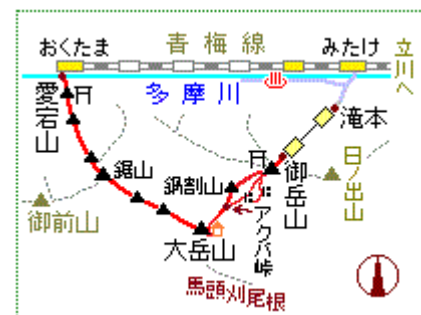 おくたま
青梅線
みたけ
立川へ
愛宕山
多摩川
滝本
鋸山
鍋割山
御岳山
日ノ出山
御前山
アクバ峠
大岳山
馬頭刈尾根